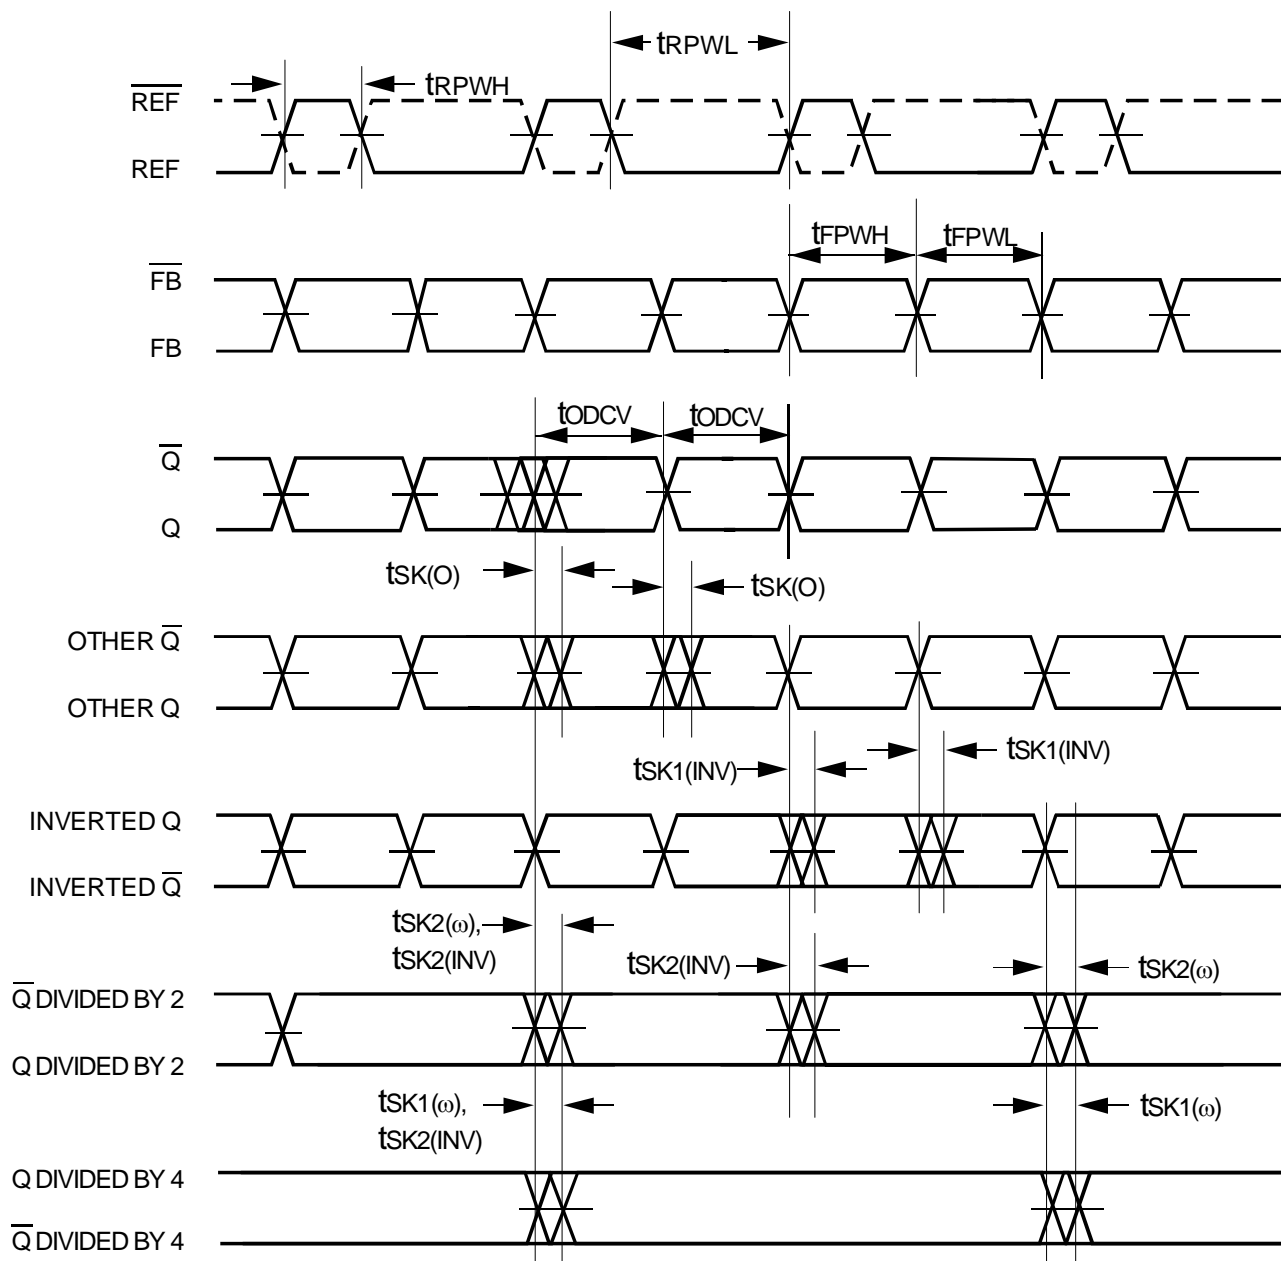 tRPWL
tRPWH
R̅E̅F̅
REF
tFPWH tFPWL
F̅B̅
FB
tODCV tODCV
Q̅
Q
tSK(O) tSK(O)
OTHER Q̅
OTHER Q
tSK1(INV) tSK1(INV)
INVERTED Q
INVERTED Q̅
tSK2(ω),
tSK2(INV) tSK2(INV) tSK2(ω)
Q̅ DIVIDED BY 2
Q DIVIDED BY 2
tSK1(ω), tSK1(ω)
tSK2(INV)
Q DIVIDED BY 4
Q̅ DIVIDED BY 4